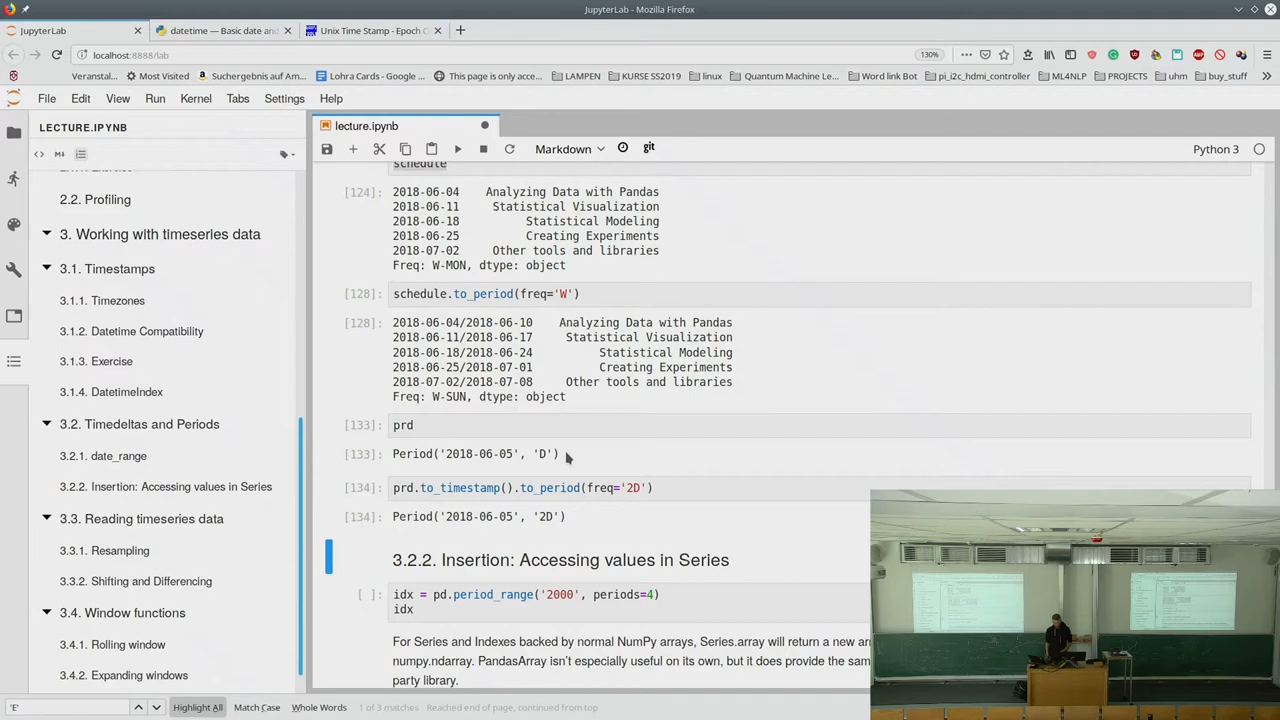 JupyterLab - Mozilla Firefox
JupyterLab
datetime — Basic date and
Unix Time Stamp - Epoch C
localhost:8888/lab
130%
Veranstal... Most Visited Suchergebnis auf Am... Lohra Cards - Google ... This page is only acce... LAMPEN KURSE SS2019 linux Quantum Machine Le... Word link Bot pi_i2c_hdmi_controller ML4NLP PROJECTS uhm buy_stuff
File Edit View Run Kernel Tabs Settings Help
LECTURE.IPYNB
2.2. Profiling
3. Working with timeseries data
3.1. Timestamps
3.1.1. Timezones
3.1.2. Datetime Compatibility
3.1.3. Exercise
3.1.4. DatetimeIndex
3.2. Timedeltas and Periods
3.2.1. date_range
3.2.2. Insertion: Accessing values in Series
3.3. Reading timeseries data
3.3.1. Resampling
3.3.2. Shifting and Differencing
3.4. Window functions
3.4.1. Rolling window
3.4.2. Expanding windows
lecture.ipynb
Markdown git Python 3
schedule
[124]: 2018-06-04 Analyzing Data with Pandas
2018-06-11 Statistical Visualization
2018-06-18 Statistical Modeling
2018-06-25 Creating Experiments
2018-07-02 Other tools and libraries
Freq: W-MON, dtype: object
[128]: schedule.to_period(freq='W')
[128]: 2018-06-04/2018-06-10 Analyzing Data with Pandas
2018-06-11/2018-06-17 Statistical Visualization
2018-06-18/2018-06-24 Statistical Modeling
2018-06-25/2018-07-01 Creating Experiments
2018-07-02/2018-07-08 Other tools and libraries
Freq: W-SUN, dtype: object
[133]: prd
[133]: Period('2018-06-05', 'D')
[134]: prd.to_timestamp().to_period(freq='2D')
[134]: Period('2018-06-05', '2D')
3.2.2. Insertion: Accessing values in Series
[ ]: idx = pd.period_range('2000', periods=4)
idx
For Series and Indexes backed by normal NumPy arrays, Series.array will return a new ar
numpy.ndarray. PandasArray isn't especially useful on its own, but it does provide the sam
party library.
'E' Highlight All Match Case Whole Words 1 of 3 matches Reached end of page, continued from top